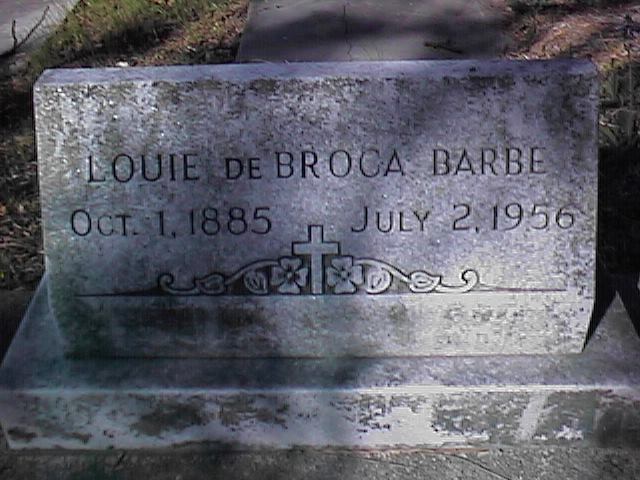 LOUIE DE BROCA BARBE
OCT. 1, 1885 JULY 2, 1956